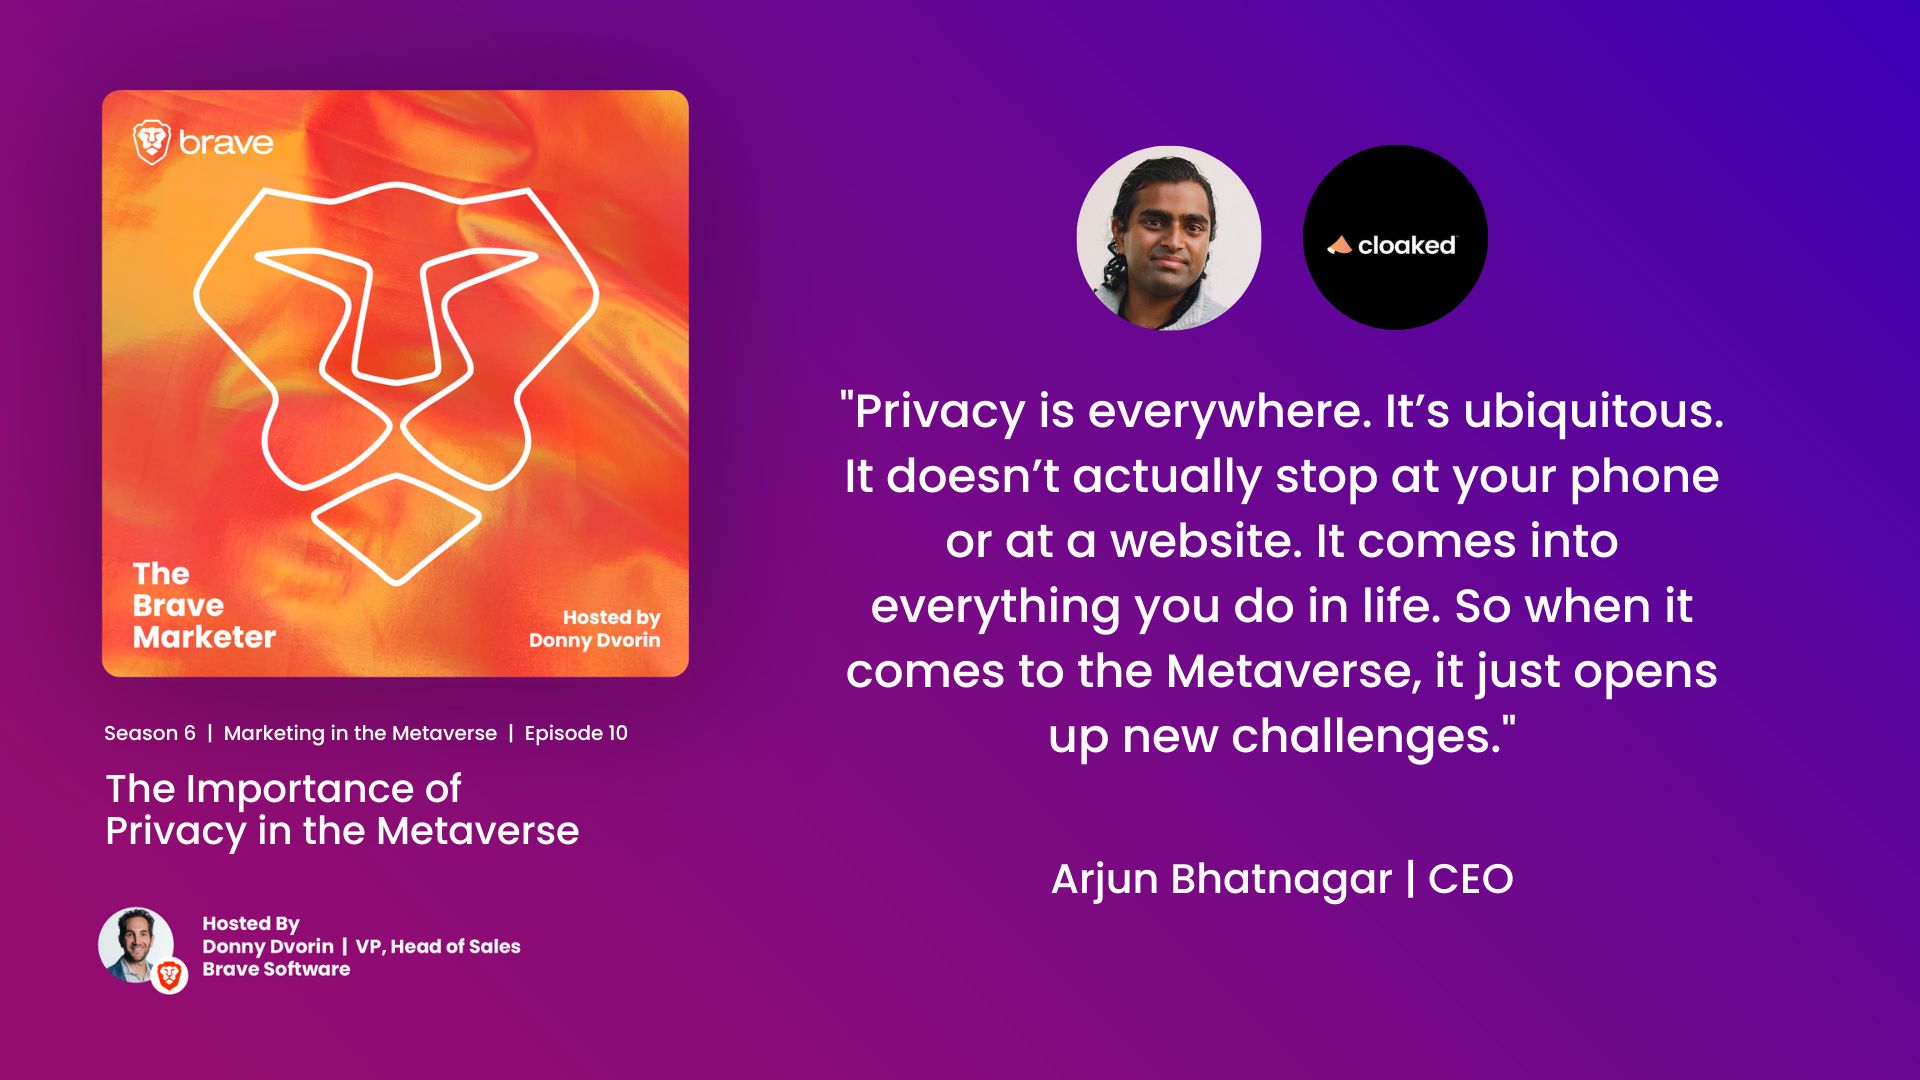 brave
The
Brave
Marketer
Hosted by
Donny Dvorin
Season 6 | Marketing in the Metaverse | Episode 10
The Importance of
Privacy in the Metaverse
Hosted By
Donny Dvorin | VP, Head of Sales
Brave Software
cloaked
"Privacy is everywhere. It’s ubiquitous.
It doesn’t actually stop at your phone
or at a website. It comes into
everything you do in life. So when it
comes to the Metaverse, it just opens
up new challenges."
Arjun Bhatnagar | CEO